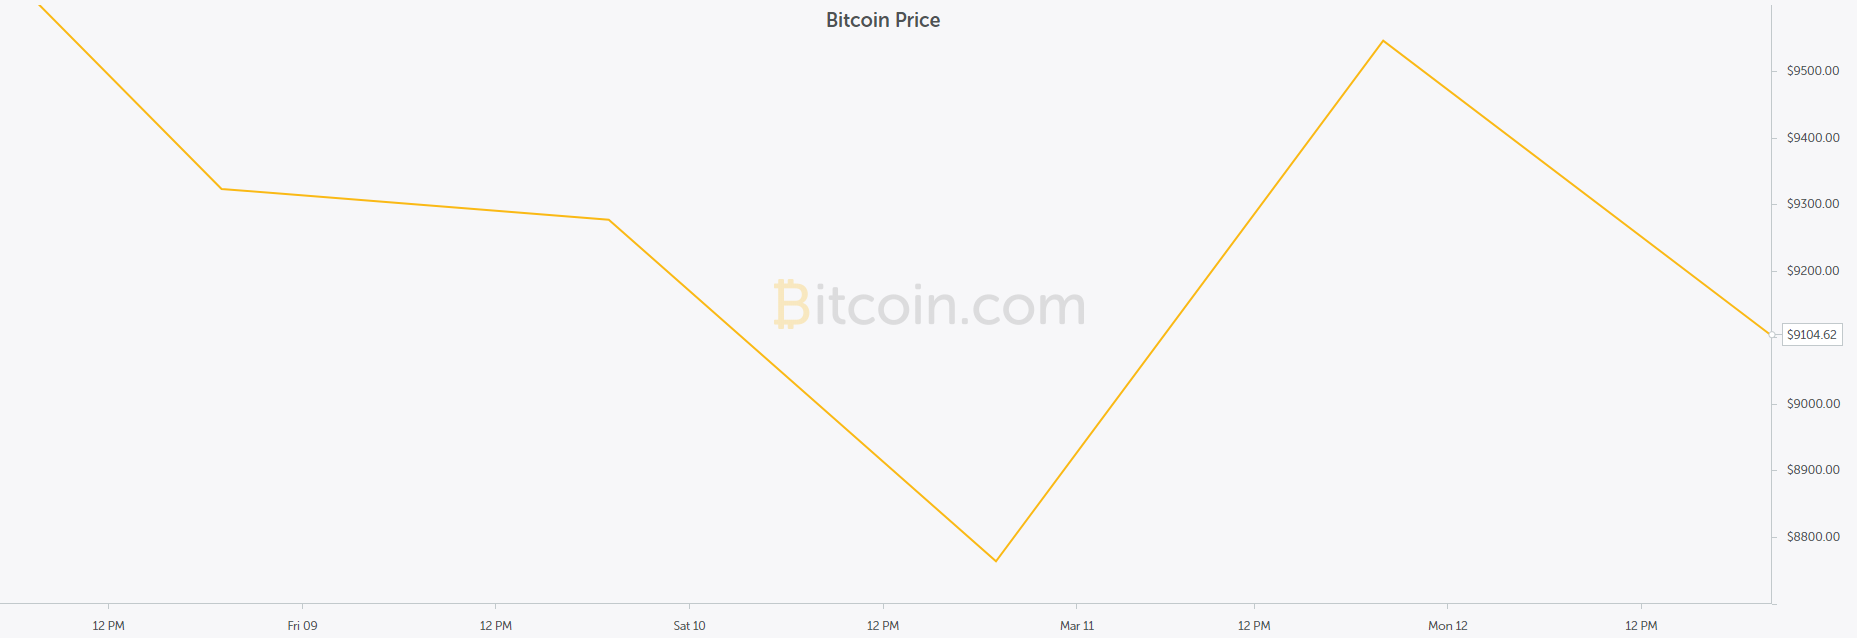 Bitcoin Price
$9500.00
$9400.00
$9300.00
$9200.00
$9104.62
$9000.00
$8900.00
$8800.00
Bitcoin.com
12 PM
Fri 09
12 PM
Sat 10
12 PM
Mar 11
12 PM
Mon 12
12 PM